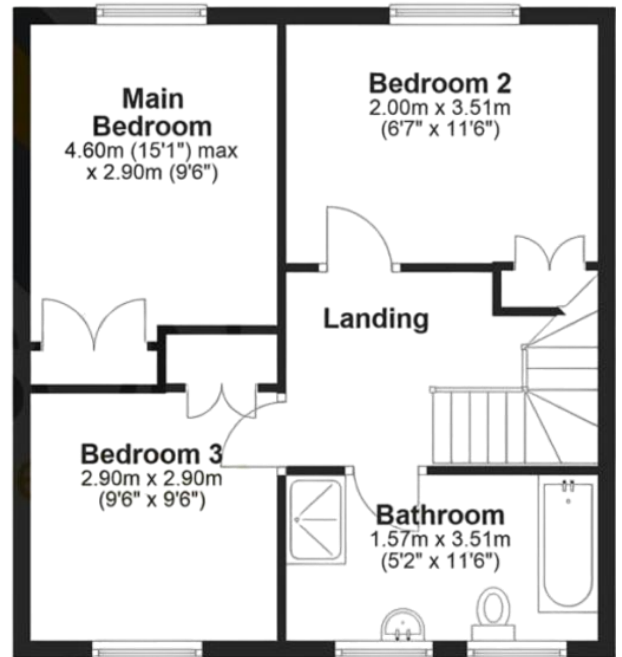 Main
Bedroom
4.60m (15'1") max
x 2.90m (9'6")
Bedroom 2
2.00m x 3.51m
(6'7" x 11'6")
Landing
Bedroom 3
2.90m x 2.90m
(9'6" x 9'6")
Bathroom
1.57m x 3.51m
(5'2" x 11'6")